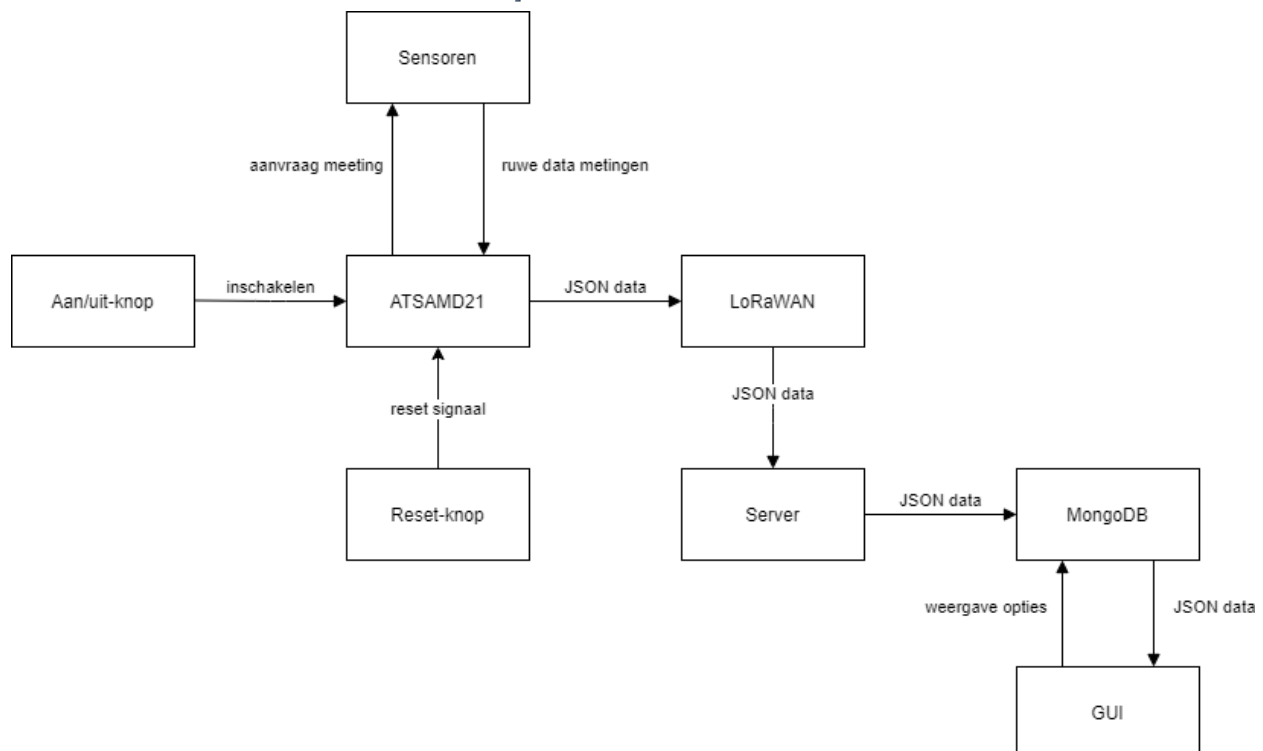 Sensoren
aanvraag meeting
ruwe data metingen
Aan/uit-knop
inschakelen
ATSAMD21
JSON data
LoRaWAN
reset signaal
JSON data
Reset-knop
Server
JSON data
MongoDB
weergave opties
JSON data
GUI